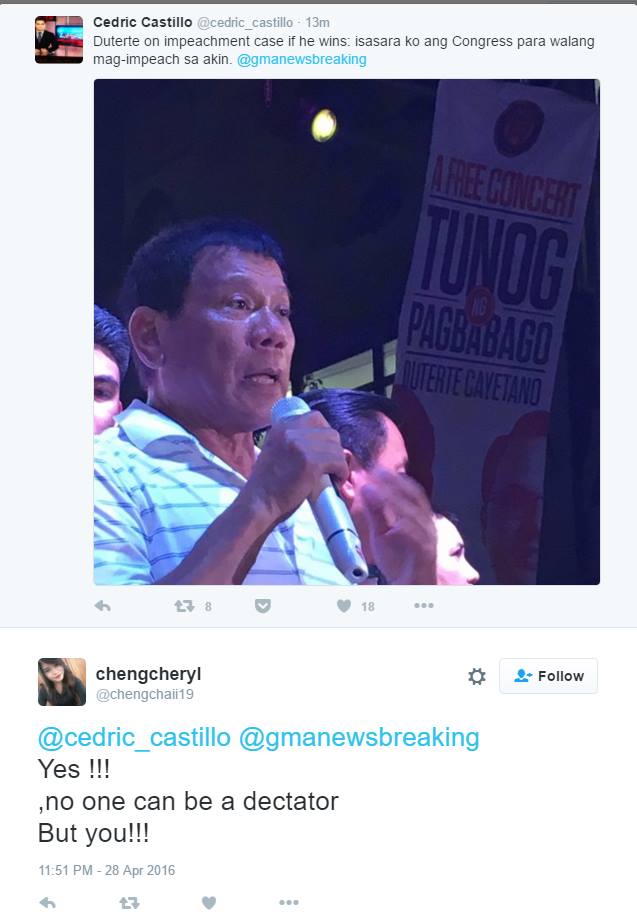 Cedric Castillo @cedric_castillo · 13m
Duterte on impeachment case if he wins: isasara ko ang Congress para walang
mag-impeach sa akin. @gmanewsbreaking
A FREE CONCERT
TUNOG
NG
PAGBABAGO
DUTERTE CAYETANO
8
18
chengcheryl
@chengchaii19
Follow
@cedric_castillo @gmanewsbreaking
Yes !!!
,no one can be a dectator
But you!!!
11:51 PM - 28 Apr 2016